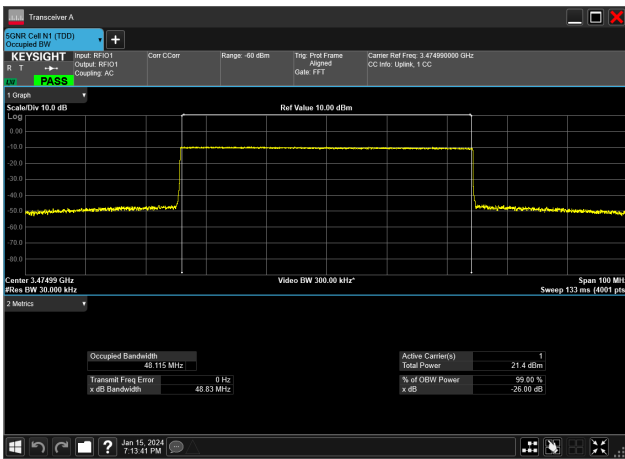 Transceiver A
5GNR Cell N1 (TDD)
Occupied BW
KEYSIGHT
R T
LNI
PASS
Input: RFIO1
Output: RFIO1
Coupling: AC
Corr CCorr
Range: -60 dBm
Trig: Prot Frame
Aligned
Gate: FFT
Carrier Ref Freq: 3.474990000 GHz
CC Info: Uplink, 1 CC
1 Graph
Scale/Div 10.0 dB
Ref Value 10.00 dBm
Log
0.00
-10.0
-20.0
-30.0
-40.0
-50.0
-60.0
-70.0
-80.0
Center 3.47499 GHz
#Res BW 30.000 kHz
Video BW 300.00 kHz*
Span 100 MHz
Sweep 133 ms (4001 pts
2 Metrics
Occupied Bandwidth
48.115 MHz
Transmit Freq Error 0 Hz
x dB Bandwidth 48.83 MHz
Active Carrier(s) 1
Total Power 21.4 dBm
% of OBW Power 99.00 %
x dB -26.00 dB
?
Jan 15, 2024
7:13:41 PM